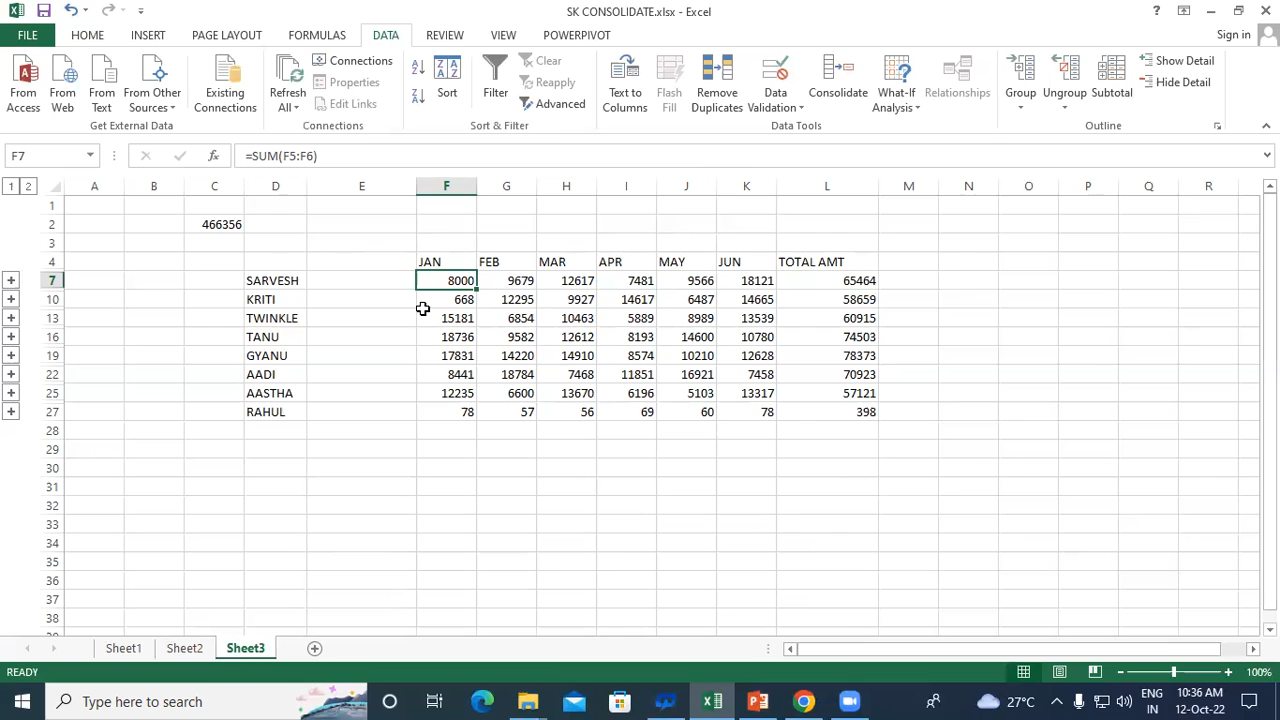 SK CONSOLIDATE.xlsx - Excel
?
FILE HOME INSERT PAGE LAYOUT FORMULAS DATA REVIEW VIEW POWERPIVOT Sign in
From Access From Web From Text From Other Sources Existing Connections
Get External Data
Refresh All Connections Properties Edit Links
Connections
Sort Filter Clear Reapply Advanced
Sort & Filter
Text to Columns Flash Fill Remove Duplicates Data Validation Consolidate What-If Analysis Relationships
Data Tools
Group Ungroup Subtotal Show Detail Hide Detail
Outline
F7 fx =SUM(F5:F6)
1 2 A B C D E F G H I J K L M N O P Q R
1
2 466356
3
4 JAN FEB MAR APR MAY JUN TOTAL AMT
7 SARVESH 8000 9679 12617 7481 9566 18121 65464
10 KRITI 668 12295 9927 14617 6487 14665 58659
13 TWINKLE 15181 6854 10463 5889 8989 13539 60915
16 TANU 18736 9582 12612 8193 14600 10780 74503
19 GYANU 17831 14220 14910 8574 10210 12628 78373
22 AADI 8441 18784 7468 11851 16921 7458 70923
25 AASTHA 12235 6600 13670 6196 5103 13317 57121
27 RAHUL 78 57 56 69 60 78 398
28
29
30
31
32
33
34
35
36
37
38
Sheet1 Sheet2 Sheet3
READY 100%
Type here to search 27°C ENG 10:36 AM
IN 12-Oct-22